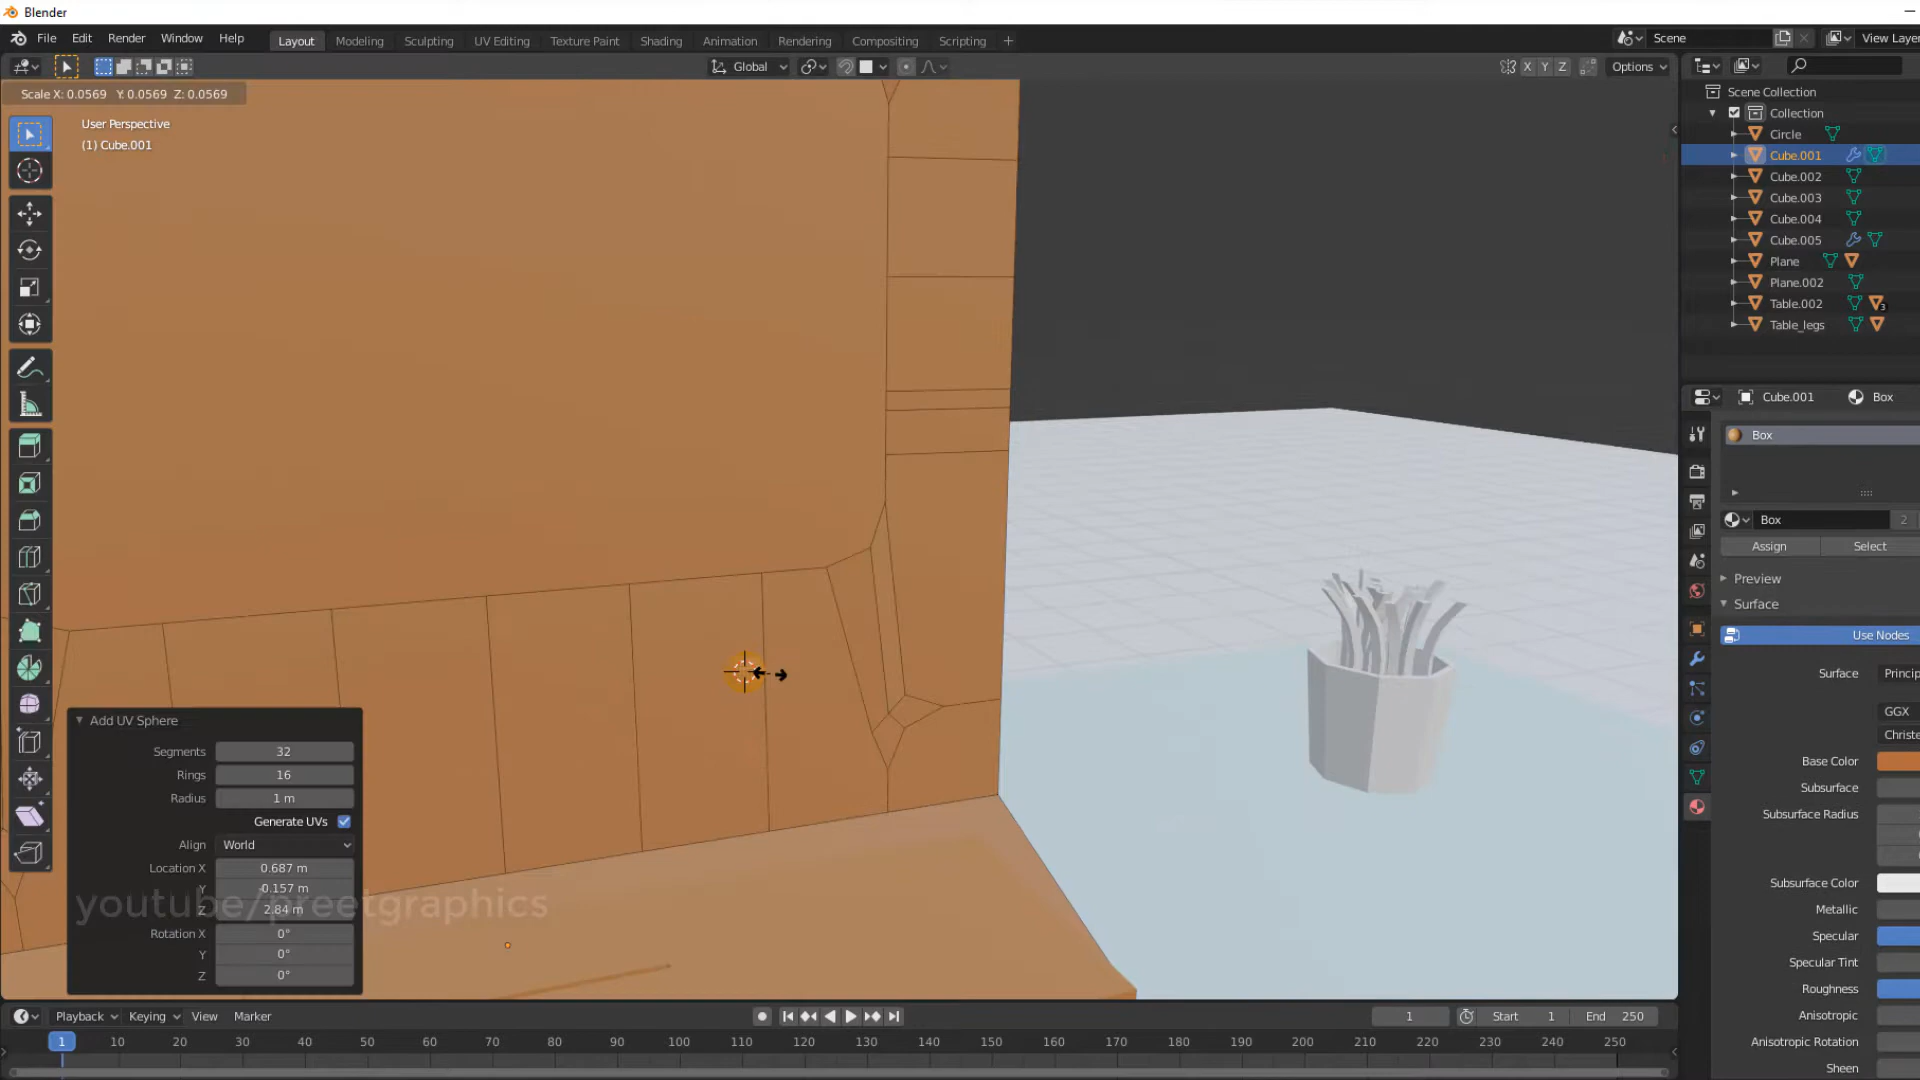 Blender
File Edit Render Window Help
Layout Modeling Sculpting UV Editing Texture Paint Shading Animation Rendering Compositing Scripting +
Scene
View Layer
Global
X Y Z
Options
Scale X: 0.0569 Y: 0.0569 Z: 0.0569
User Perspective
(1) Cube.001
Scene Collection
Collection
Circle
Cube.001
Cube.002
Cube.003
Cube.004
Cube.005
Plane
Plane.002
Table.002
3
Table_legs
Cube.001 Box
Box
Box 2
Assign Select
Preview
Surface
Use Nodes
Surface Princip
GGX
Christe
Base Color
Subsurface
Subsurface Radius
Subsurface Color
Metallic
Specular
Specular Tint
Roughness
Anisotropic
Anisotropic Rotation
Sheen
Add UV Sphere
Segments 32
Rings 16
Radius 1 m
Generate UVs
Align World
Location X 0.687 m
Y 0.157 m
Z 2.84 m
Rotation X 0°
Y 0°
Z 0°
youtube/preetgraphics
Playback Keying View Marker
1 Start 1 End 250
1 10 20 30 40 50 60 70 80 90 100 110 120 130 140 150 160 170 180 190 200 210 220 230 240 250